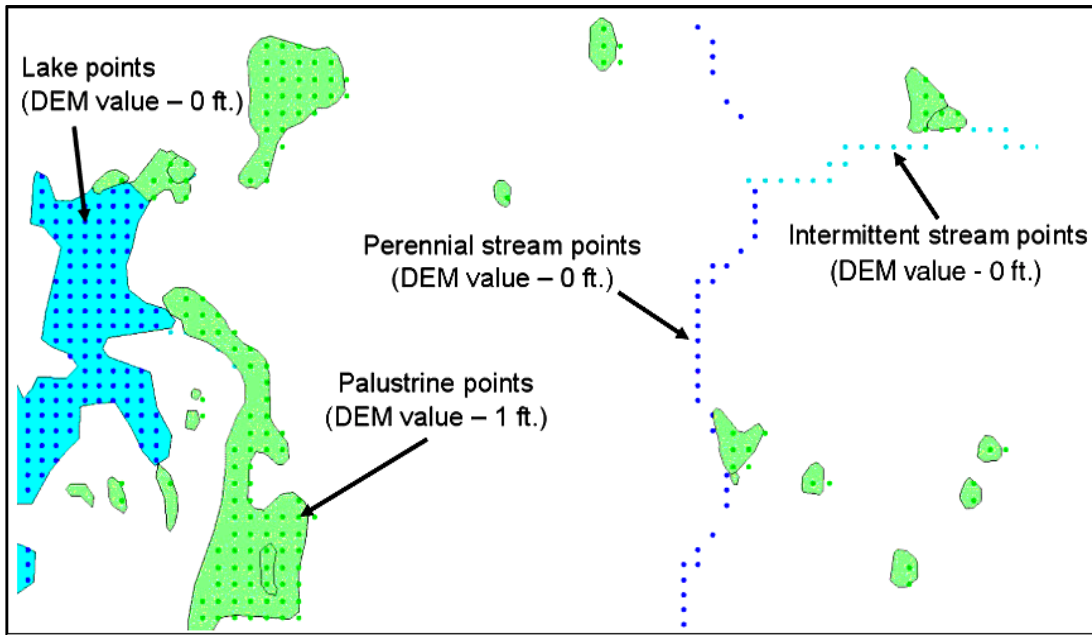 Lake points
(DEM value – 0 ft.)
Perennial stream points
(DEM value – 0 ft.)
Intermittent stream points
(DEM value - 0 ft.)
Palustrine points
(DEM value – 1 ft.)